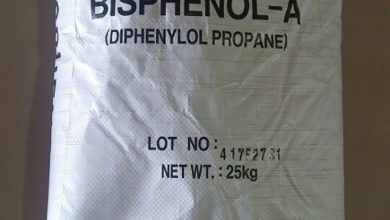 BISPHENOL-A
(DIPHENYLOL PROPANE)
LOT NO:
NET WT. : 25kg